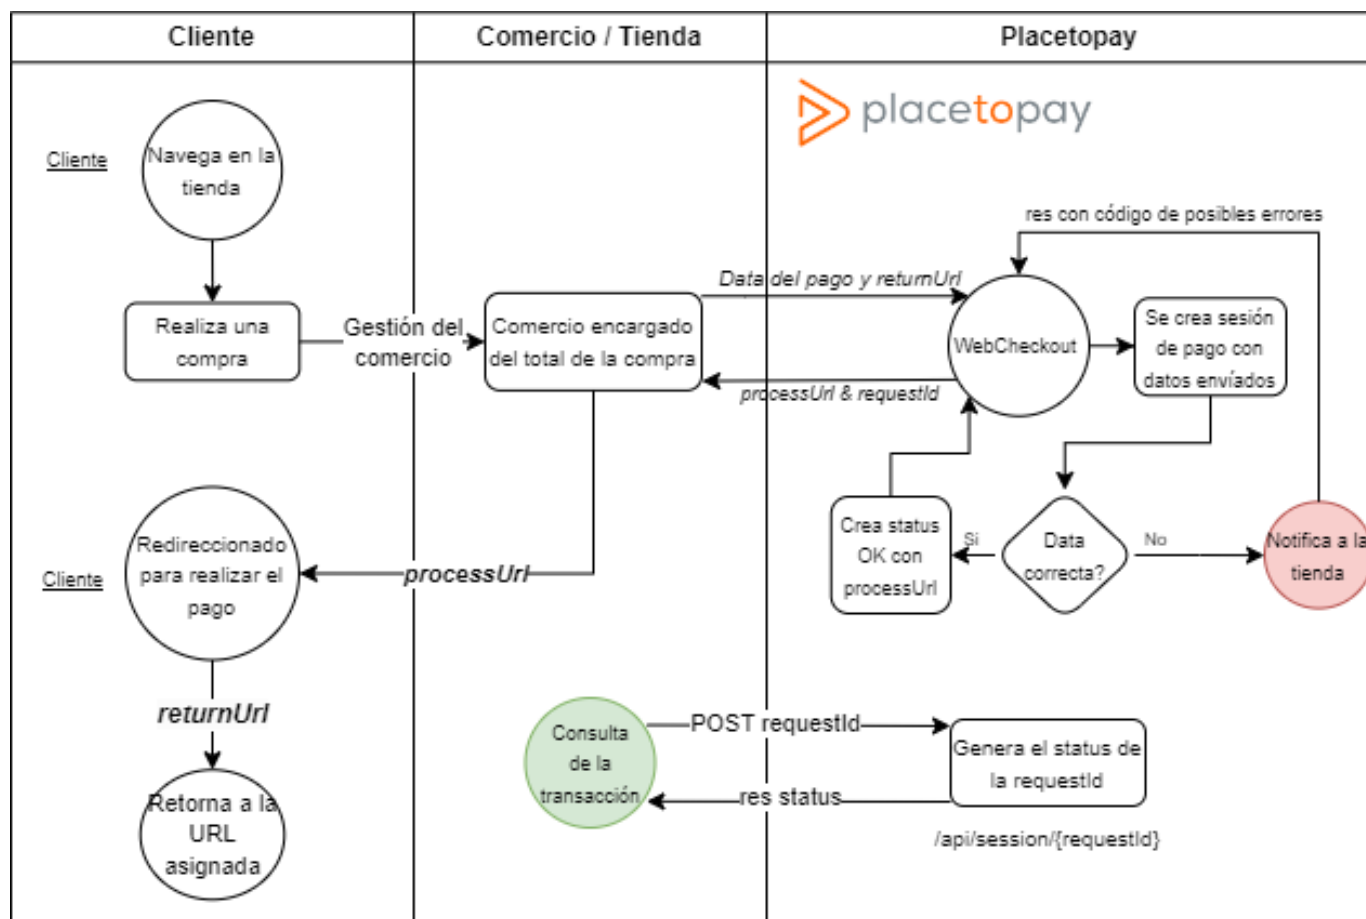 Cliente
Comercio / Tienda
Placetopay
placetopay
Cliente
Navega en la
tienda
res con código de posibles errores
Data del pago y returnUrl
Realiza una
compra
Gestión del
comercio
Comercio encargado
del total de la compra
WebCheckout
Se crea sesión
de pago con
datos envíados
processUrl & requestId
Crea status
OK con
processUrl
Si
Data
correcta?
No
Notifica a la
tienda
Cliente
Redireccionado
para realizar el
pago
processUrl
returnUrl
Consulta
de la
transacción
POST requestId
Genera el status de
la requestId
res status
/api/session/{requestId}
Retorna a la
URL
asignada